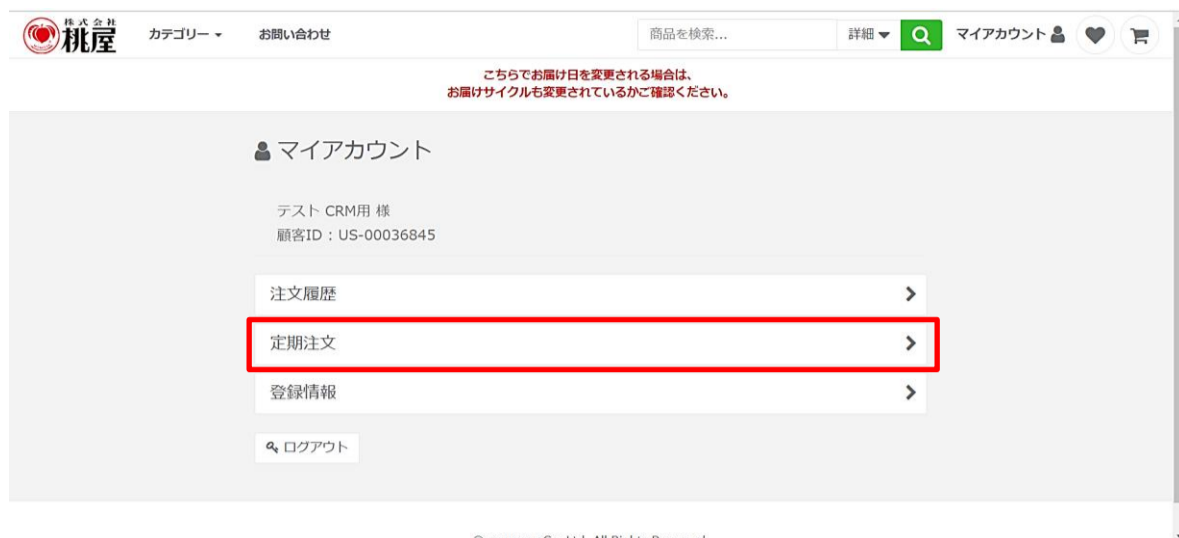 株式会社
桃屋
カテゴリー
お問い合わせ
商品を検索...
詳細
マイアカウント
こちらでお届け日を変更される場合は、
お届けサイクルも変更されているかご確認ください。
マイアカウント
テスト CRM用 様
顧客ID：US-00036845
注文履歴
定期注文
登録情報
ログアウト